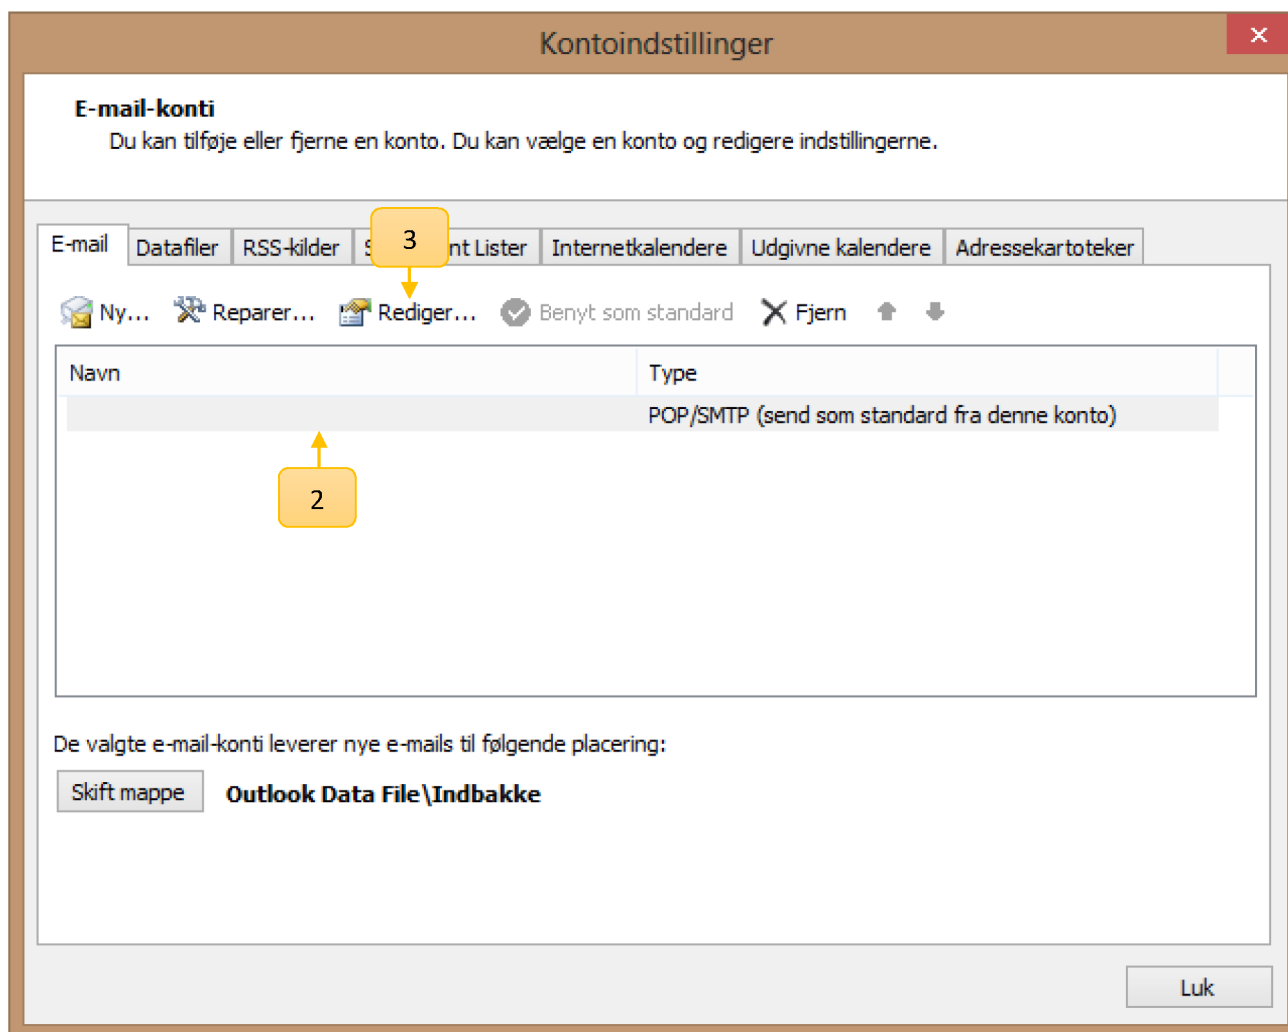 Kontoindstillinger
E-mail-konti
Du kan tilføje eller fjerne en konto. Du kan vælge en konto og redigere indstillingerne.
3
E-mail Datafiler RSS-kilder Lister Internetkalendere Udgivne kalendere Adressekartoteker
Ny... Reparer... Rediger... Benyt som standard Fjern
Navn Type
POP/SMTP (send som standard fra denne konto)
2
De valgte e-mail-konti leverer nye e-mails til følgende placering:
Skift mappe Outlook Data File\Indbakke
Luk